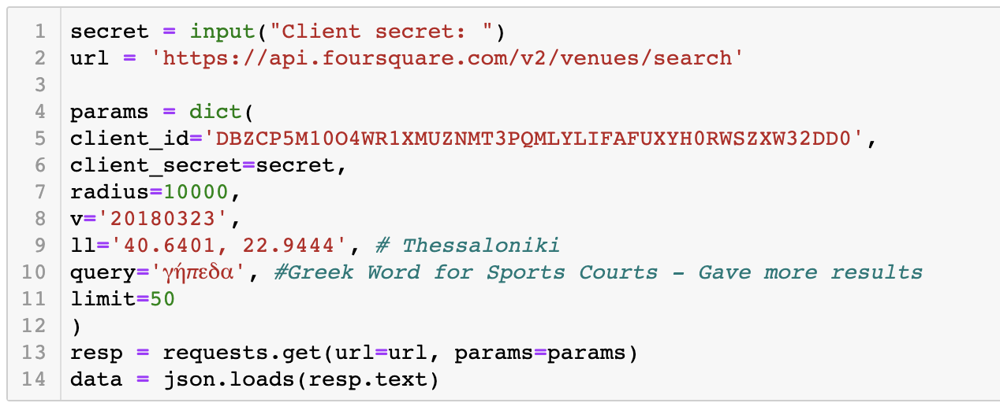 1 secret = input("Client secret: ")
2 url = 'https://api.foursquare.com/v2/venues/search'
3
4 params = dict(
5 client_id='DBZCP5M10O4WR1XMUZNMT3PQMLYLIFAFUXYH0RWSZXW32DD0',
6 client_secret=secret,
7 radius=10000,
8 v='20180323',
9 ll='40.6401, 22.9444', # Thessaloniki
10 query='γήπεδα', #Greek Word for Sports Courts – Gave more results
11 limit=50
12 )
13 resp = requests.get(url=url, params=params)
14 data = json.loads(resp.text)